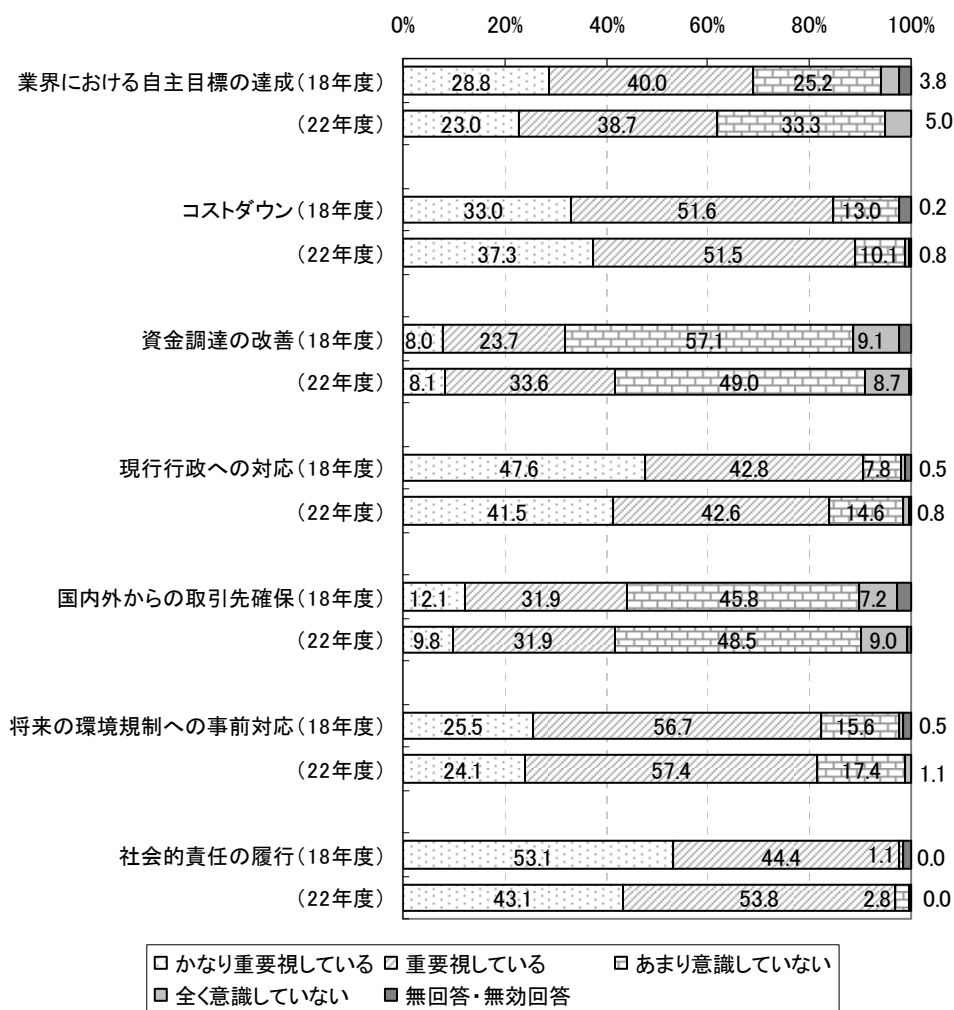 0% 20% 40% 60% 80% 100%
業界における自主目標の達成(18年度) 28.8 40.0 25.2 3.8
(22年度) 23.0 38.7 33.3 5.0
コストダウン(18年度) 33.0 51.6 13.0 0.2
(22年度) 37.3 51.5 10.1 0.8
資金調達の改善(18年度) 8.0 23.7 57.1 9.1
(22年度) 8.1 33.6 49.0 8.7
現行行政への対応(18年度) 47.6 42.8 7.8 0.5
(22年度) 41.5 42.6 14.6 0.8
国内外からの取引先確保(18年度) 12.1 31.9 45.8 7.2
(22年度) 9.8 31.9 48.5 9.0
将来の環境規制への事前対応(18年度) 25.5 56.7 15.6 0.5
(22年度) 24.1 57.4 17.4 1.1
社会的責任の履行(18年度) 53.1 44.4 1.1 0.0
(22年度) 43.1 53.8 2.8 0.0
かなり重要視している 重要視している あまり意識していない
全く意識していない 無回答・無効回答